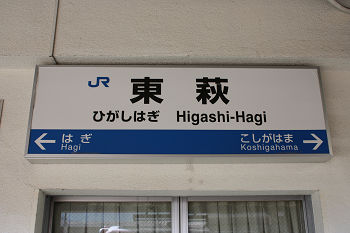 JR 東萩
ひがしはぎ Higashi-Hagi
← はぎ こしがはま →
Hagi Koshigahama